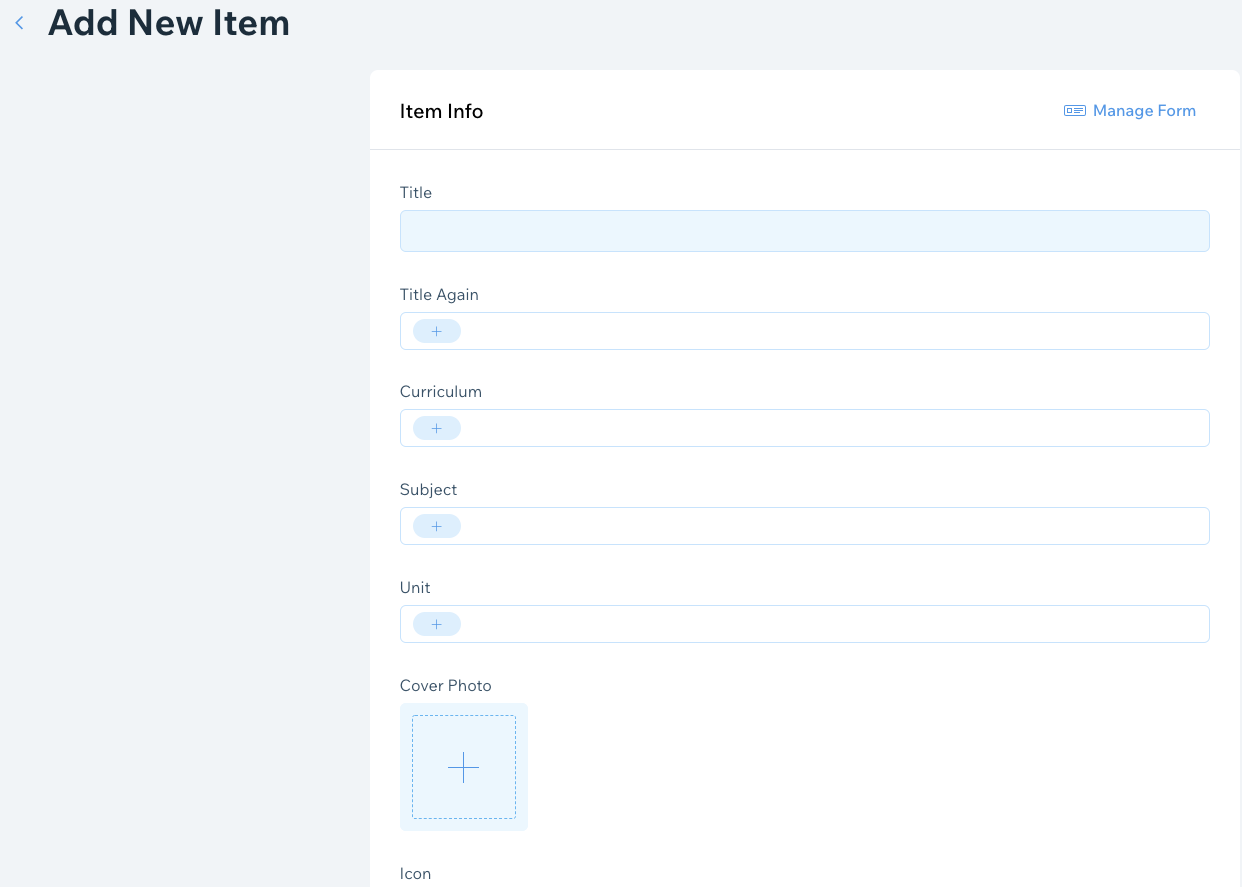 Add New Item
Item Info
Manage Form
Title
Title Again
Curriculum
Subject
Unit
Cover Photo
Icon